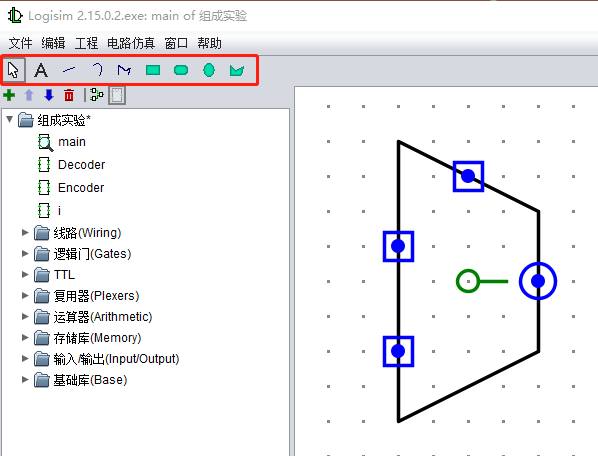 Logisim 2.15.0.2.exe: main of 组成实验
文件 编辑 工程 电路仿真 窗口 帮助
A
组成实验*
main
Decoder
Encoder
i
线路(Wiring)
逻辑门(Gates)
TTL
复用器(Plexers)
运算器(Arithmetic)
存储库(Memory)
输入/输出(Input/Output)
基础库(Base)